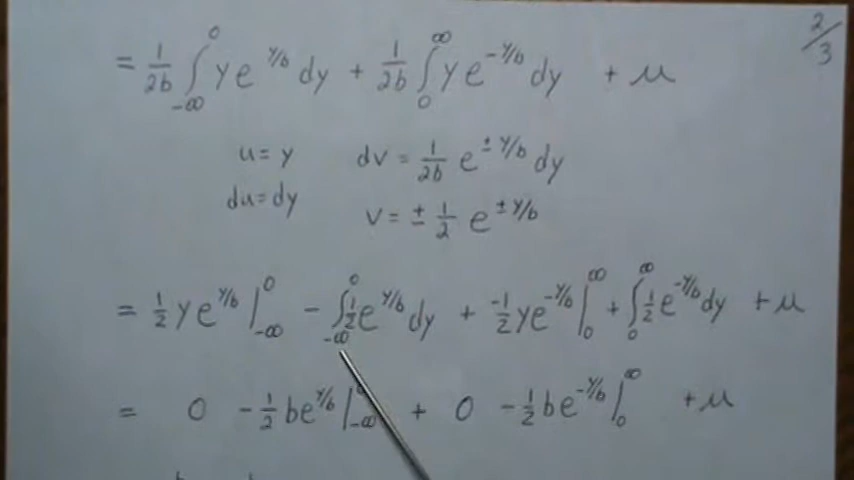 2/3
= 1/2b ∫_{-∞}^{0} y e^{y/b} dy + 1/2b ∫_{0}^{∞} y e^{-y/b} dy + μ
u = y dv = 1/2b e^{± y/b} dy
du = dy v = ± 1/2 e^{± y/b}
= 1/2 y e^{y/b} |_{-∞}^{0} - ∫_{-∞}^{0} 1/2 e^{y/b} dy + -1/2 y e^{-y/b} |_{0}^{∞} + ∫_{0}^{∞} 1/2 e^{-y/b} dy + μ
= 0 - 1/2 b e^{y/b} |_{-∞} + 0 - 1/2 b e^{-y/b} |_{0}^{∞} + μ